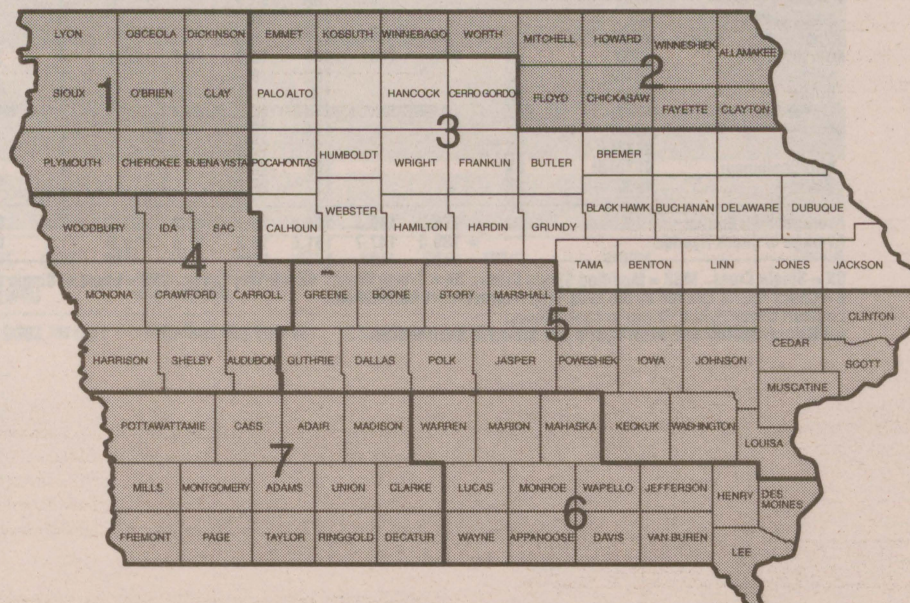 LYON OSCEOLA DICKINSON EMMET KOSSUTH WINNEBAGO WORTH MITCHELL HOWARD WINNESHIEK ALLAMAKEE
2
SIOUX 1 O'BRIEN CLAY PALO ALTO HANCOCK CERRO GORDO FLOYD CHICKASAW FAYETTE CLAYTON
3
PLYMOUTH CHEROKEE BUENA VISTA POCAHONTAS HUMBOLDT WRIGHT FRANKLIN BUTLER BREMER
WOODBURY IDA SAC CALHOUN WEBSTER HAMILTON HARDIN GRUNDY BLACK HAWK BUCHANAN DELAWARE DUBUQUE
4
TAMA BENTON LINN JONES JACKSON
MONONA CRAWFORD CARROLL GREENE BOONE STORY MARSHALL CLINTON
5
CEDAR
HARRISON SHELBY AUDUBON GUTHRIE DALLAS POLK JASPER POWESHIEK IOWA JOHNSON SCOTT
MUSCATINE
POTTAWATTAMIE CASS ADAIR MADISON WARREN MARION MAHASKA KEOKUK WASHINGTON LOUISA
7
MILLS MONTGOMERY ADAMS UNION CLARKE LUCAS MONROE WAPELLO JEFFERSON HENRY DES MOINES
6
FREMONT PAGE TAYLOR RINGGOLD DECATUR WAYNE APPANOOSE DAVIS VAN BUREN LEE